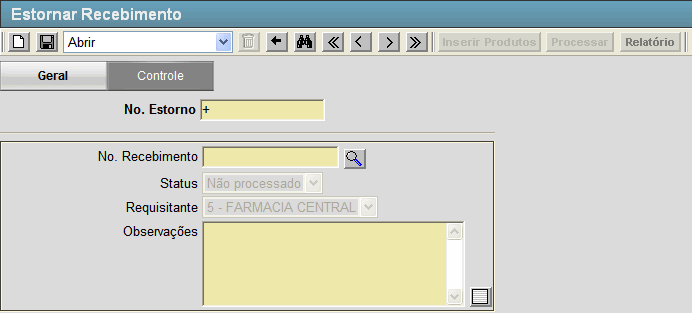 Estornar Recebimento
Abrir Inserir Produtos Processar Relatório
Geral Controle
No. Estorno +
No. Recebimento
Status Não processado
Requisitante 5 - FARMACIA CENTRAL
Observações